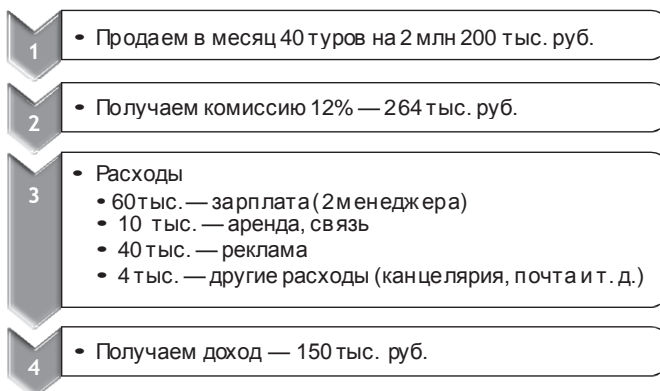 1
• Продаем в месяц 40 туров на 2 млн 200 тыс. руб.
2
• Получаем комиссию 12% — 264 тыс. руб.
3
• Расходы
• 60 тыс. — зарплата (2 менеджера)
• 10 тыс. — аренда, связь
• 40 тыс. — реклама
• 4 тыс. — другие расходы (канцелярия, почта и т. д.)
4
• Получаем доход — 150 тыс. руб.